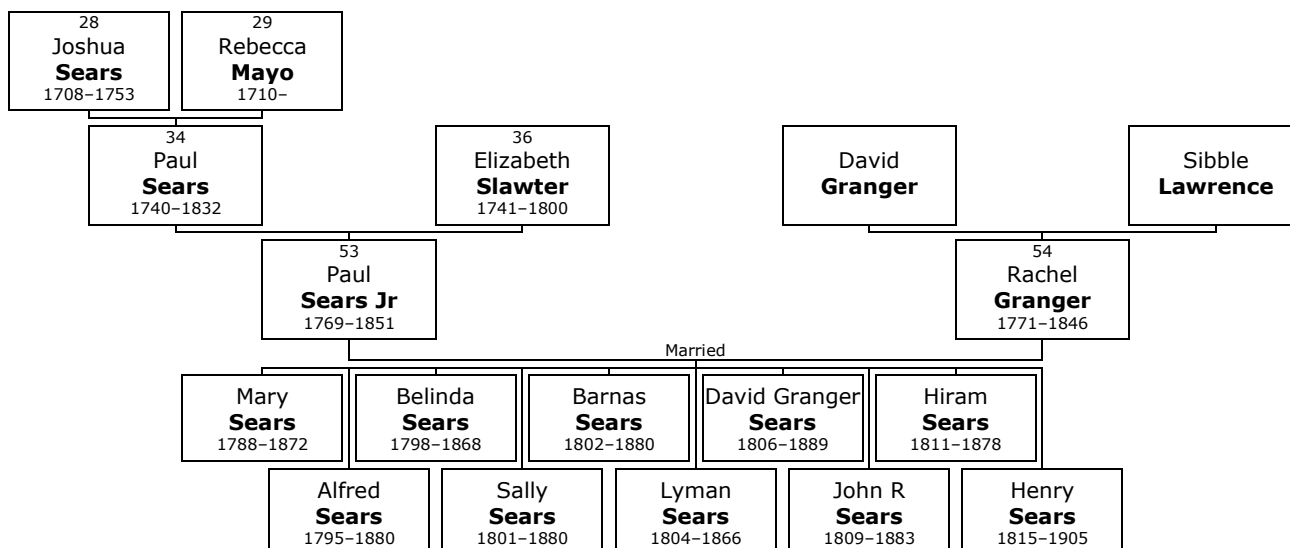 28
Joshua
Sears
1708–1753
29
Rebecca
Mayo
1710–
34
Paul
Sears
1740–1832
36
Elizabeth
Slawter
1741–1800
David
Granger
Sibble
Lawrence
53
Paul
Sears Jr
1769–1851
54
Rachel
Granger
1771–1846
Married
Mary
Sears
1788–1872
Belinda
Sears
1798–1868
Barnas
Sears
1802–1880
David Granger
Sears
1806–1889
Hiram
Sears
1811–1878
Alfred
Sears
1795–1880
Sally
Sears
1801–1880
Lyman
Sears
1804–1866
John R
Sears
1809–1883
Henry
Sears
1815–1905